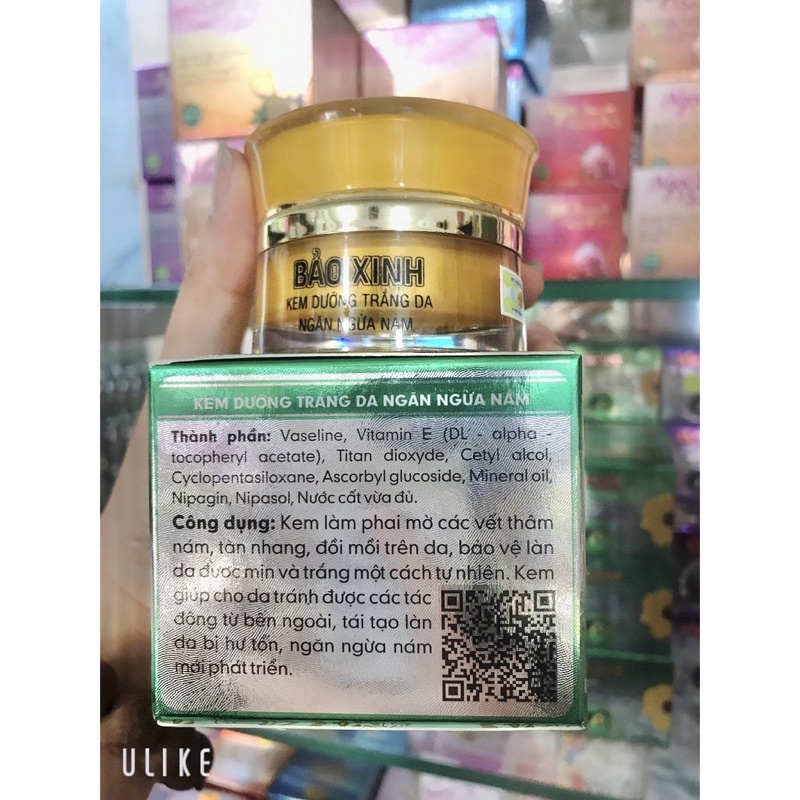 BẢO XINH
KEM DƯỠNG TRẮNG DA
NGĂN NGỪA NÁM
KEM DƯỠNG TRẮNG DA NGĂN NGỪA NÁM
Thành phần: Vaseline, Vitamin E (DL - alpha -
tocopheryl acetate), Titan dioxyde, Cetyl alcol,
Cyclopentasiloxane, Ascorbyl glucoside, Mineral oil,
Nipagin, Nipasol, Nước cất vừa đủ.
Công dụng: Kem làm phai mờ các vết thâm
nám, tàn nhang, đồi mồi trên da, bảo vệ làn
da được mịn và trắng một cách tự nhiên. Kem
giúp cho da tránh được các tác
động từ bên ngoài, tái tạo làn
da bị hư tổn, ngăn ngừa nám
mới phát triển.
ULIKE